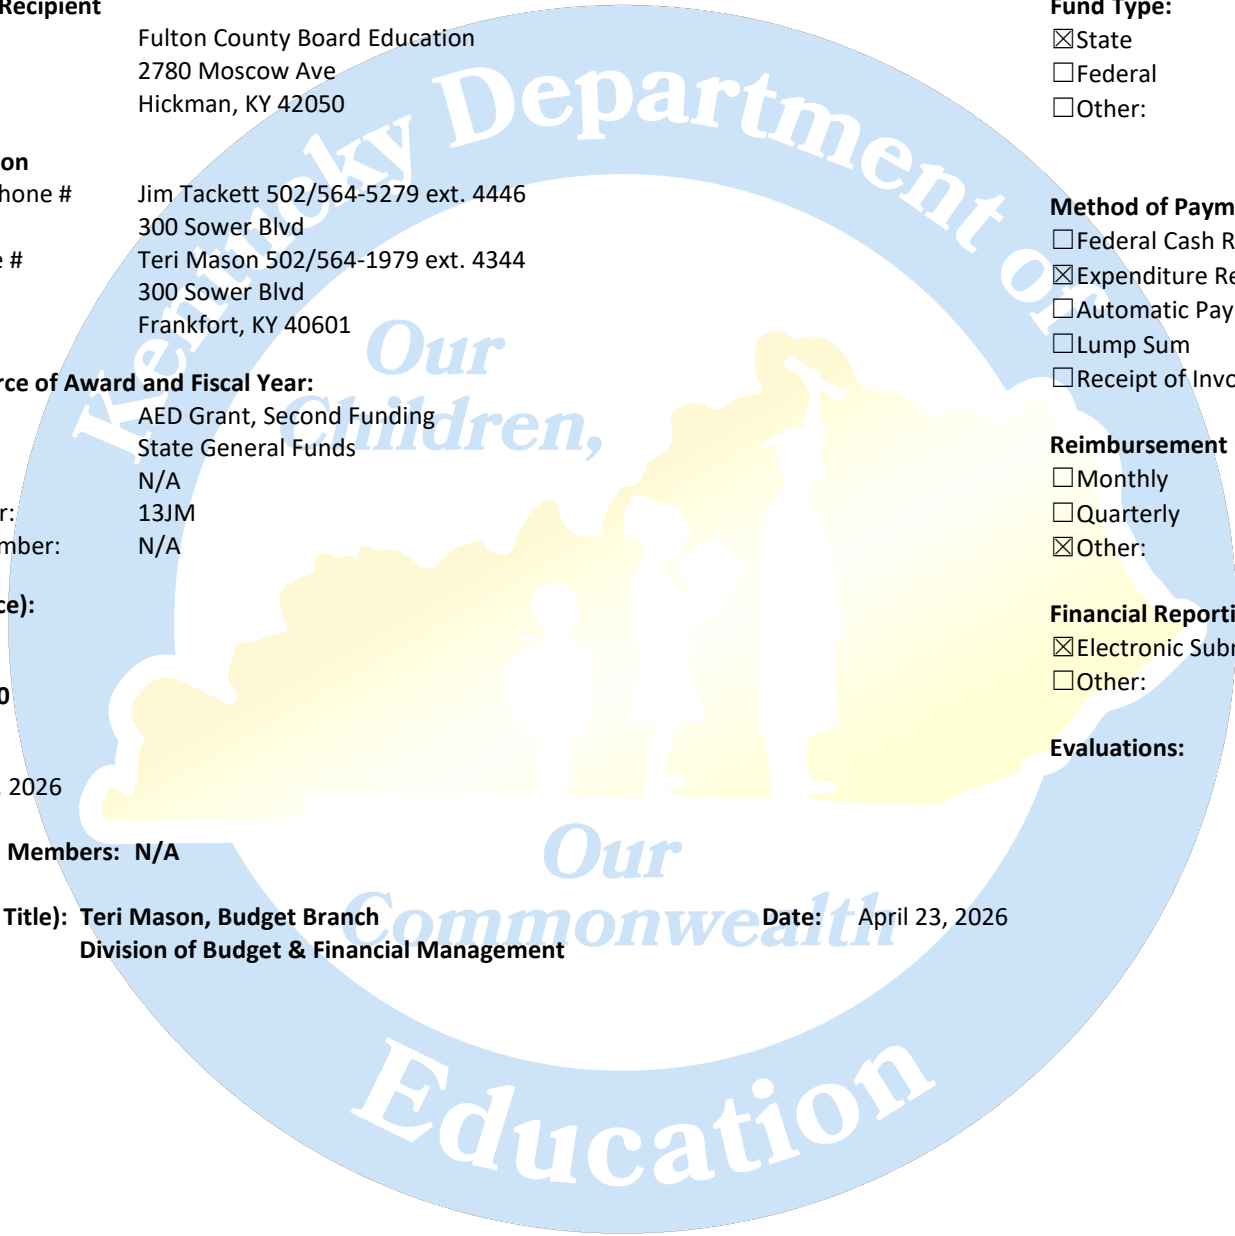 Recipient
Fulton County Board Education
2780 Moscow Ave
Hickman, KY 42050
on
hone # Jim Tackett 502/564-5279 ext. 4446
300 Sower Blvd
e # Teri Mason 502/564-1979 ext. 4344
300 Sower Blvd
Frankfort, KY 40601
rce of Award and Fiscal Year:
AED Grant, Second Funding
State General Funds
N/A
r: 13JM
mber: N/A
ce):
0
, 2026
Members: N/A
Title): Teri Mason, Budget Branch Date: April 23, 2026
Division of Budget & Financial Management
Fund Type:
☒State
☐Federal
☐Other:
Method of Paym
☐Federal Cash R
☒Expenditure Re
☐Automatic Pay
☐Lump Sum
☐Receipt of Invo
Reimbursement
☐Monthly
☐Quarterly
☒Other:
Financial Reporti
☒Electronic Subm
☐Other:
Evaluations:
Kentucky Department of
Education
Our
Children,
Our
Commonwealth